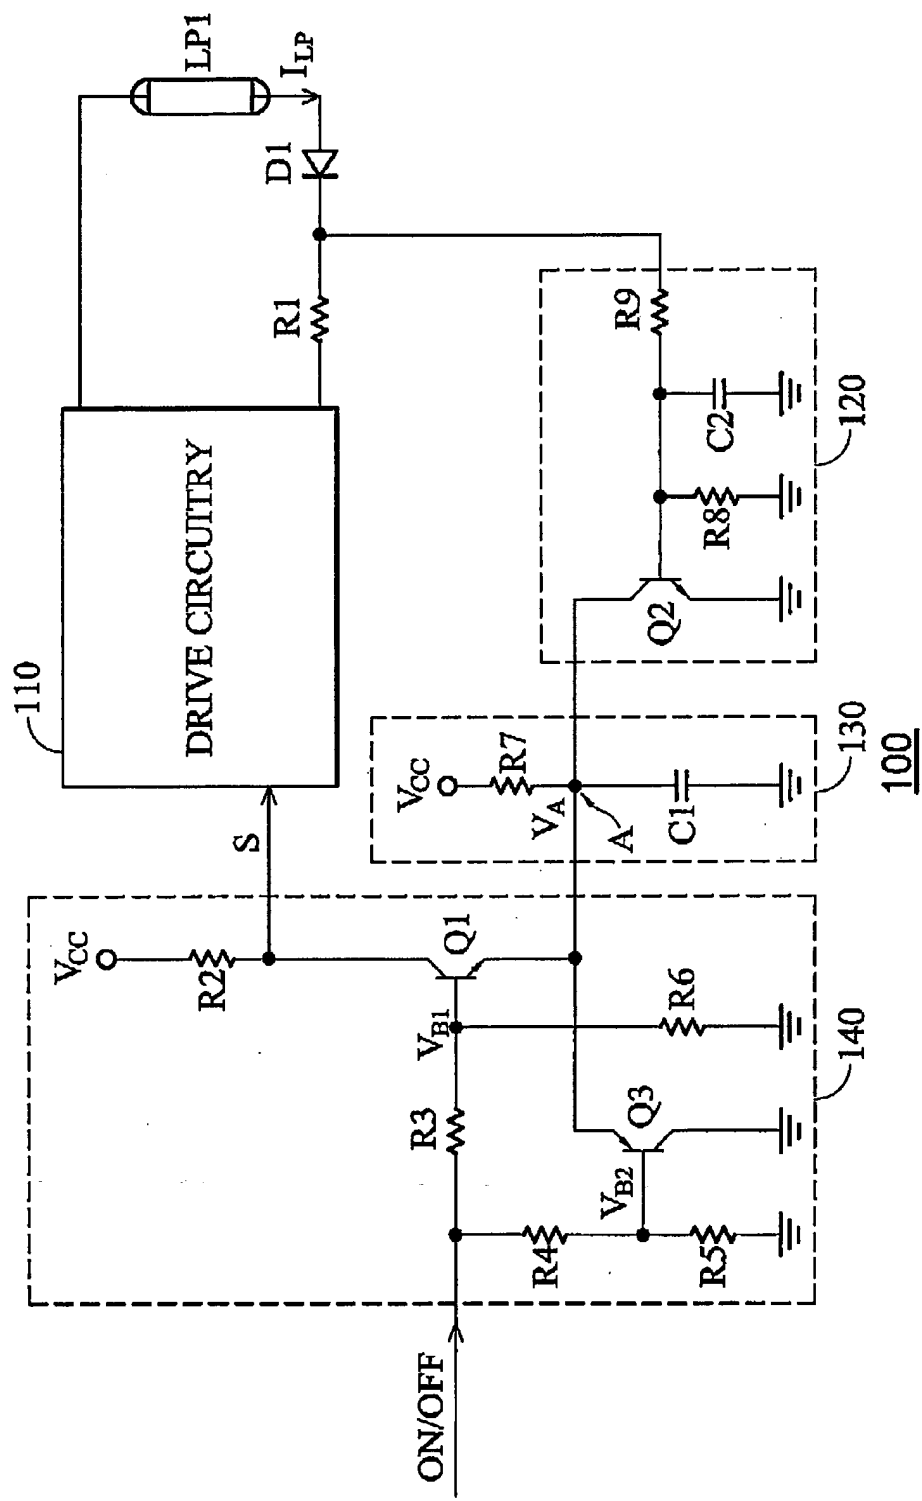 LP1
I_LP
D1
R1
110
DRIVE CIRCUITRY
S
V_CC
R2
Q1
V_B1
R3
R6
ON/OFF
R4
V_B2
R5
Q3
140
V_CC
R7
V_A
A
C1
130
R9
C2
R8
Q2
120
100